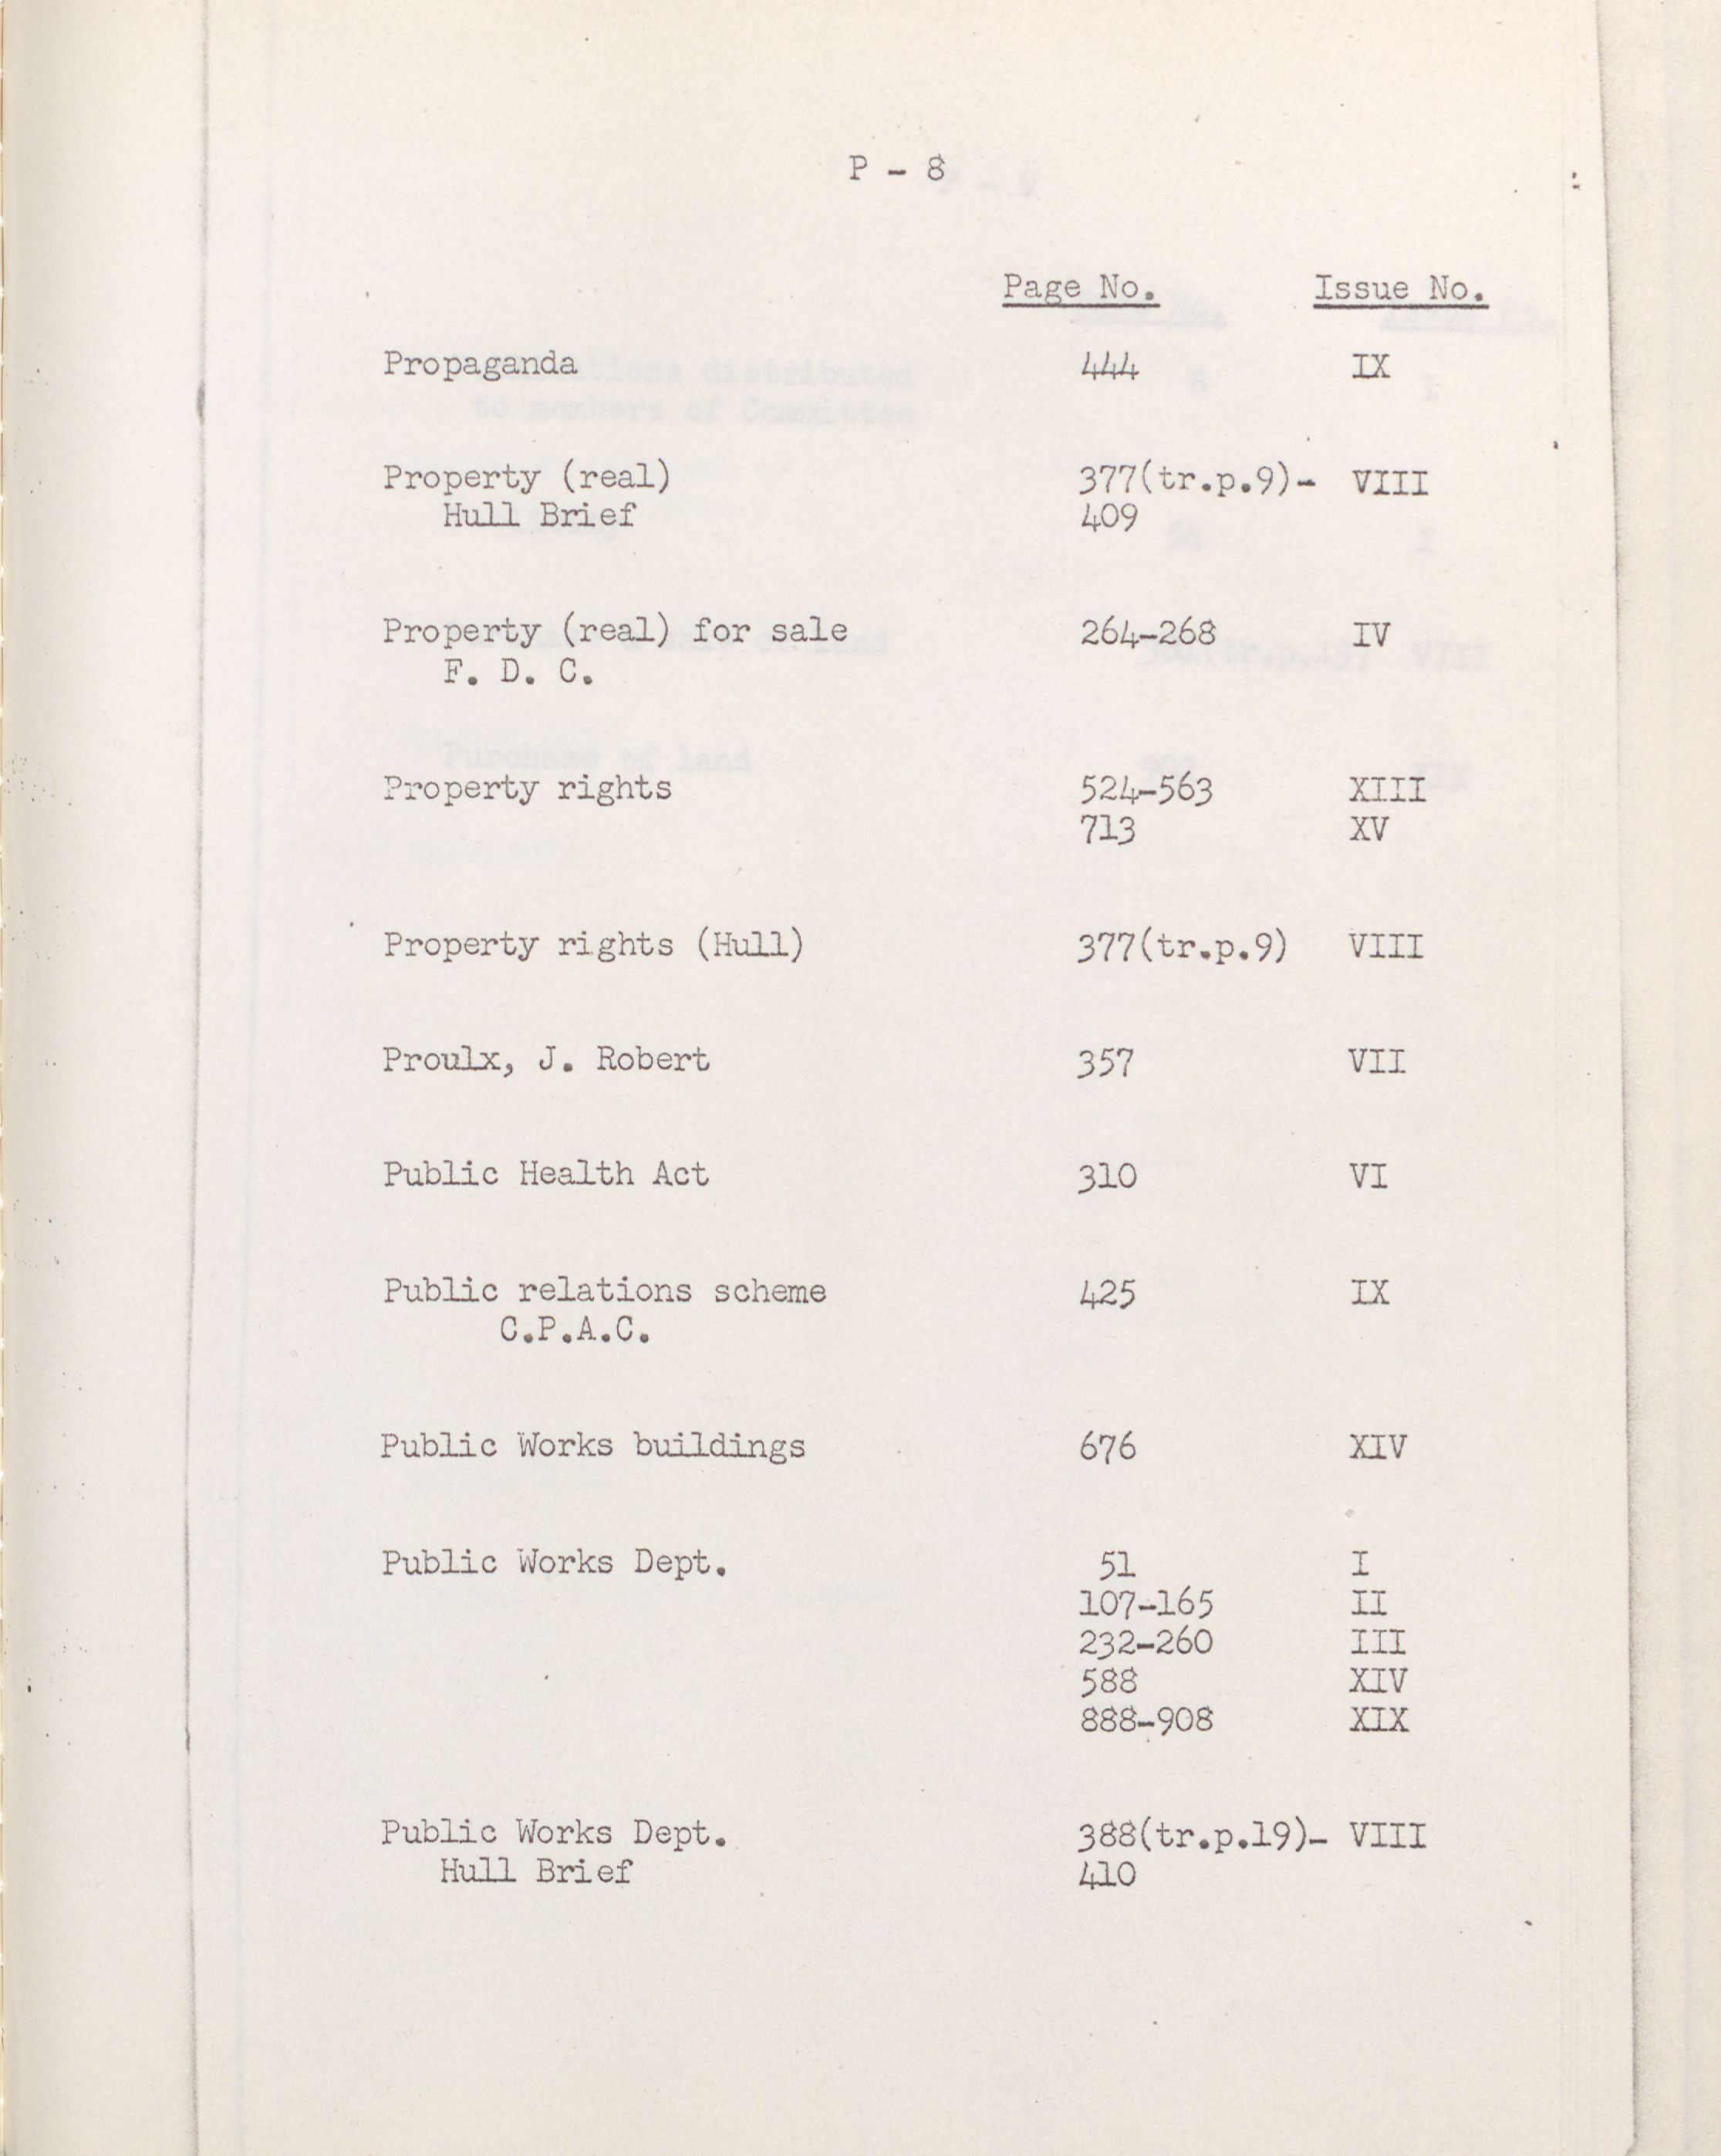 P - 8
Page No. Issue No.
Propaganda 444 IX
Property (real) 377(tr.p.9)- VIII
Hull Brief 409
Property (real) for sale 264-268 IV
F. D. C.
Property rights 524-563 XIII
713 XV
Property rights (Hull) 377(tr.p.9) VIII
Proulx, J. Robert 357 VII
Public Health Act 310 VI
Public relations scheme 425 IX
C.P.A.C.
Public Works buildings 676 XIV
Public Works Dept. 51 I
107-165 II
232-260 III
588 XIV
888-908 XIX
Public Works Dept. 388(tr.p.19)- VIII
Hull Brief 410